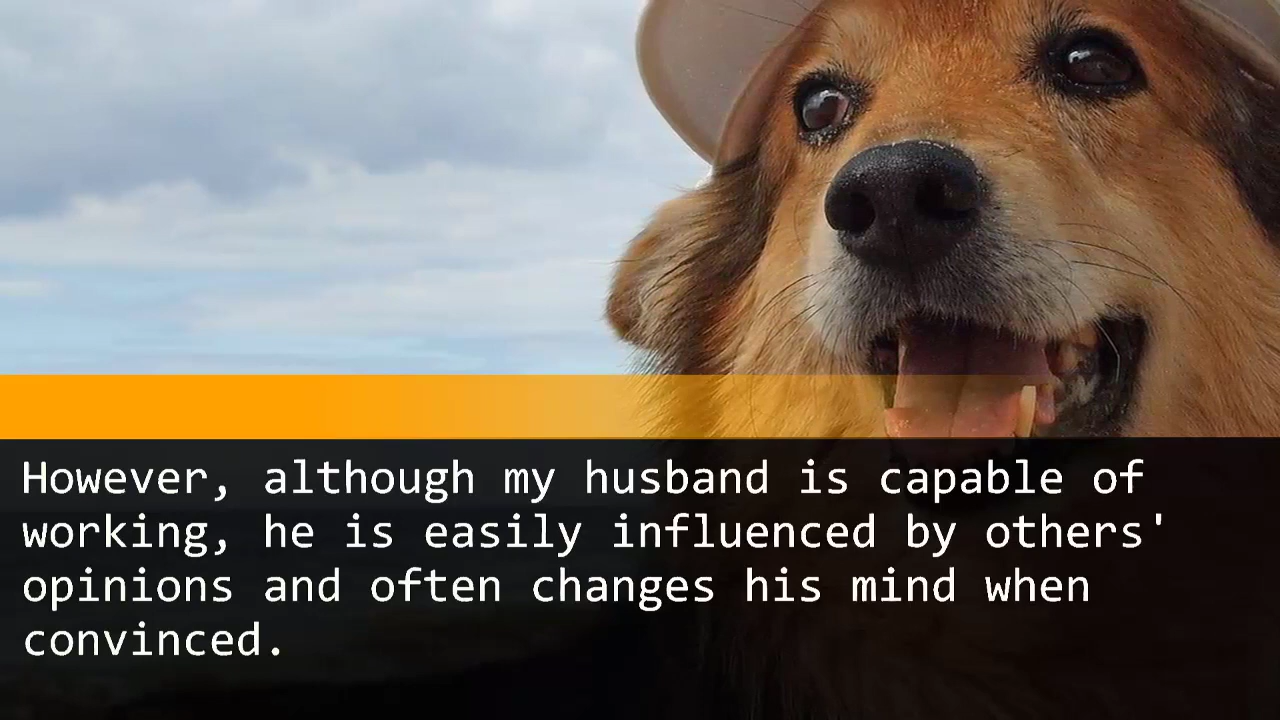 However, although my husband is capable of
working, he is easily influenced by others'
opinions and often changes his mind when
convinced.